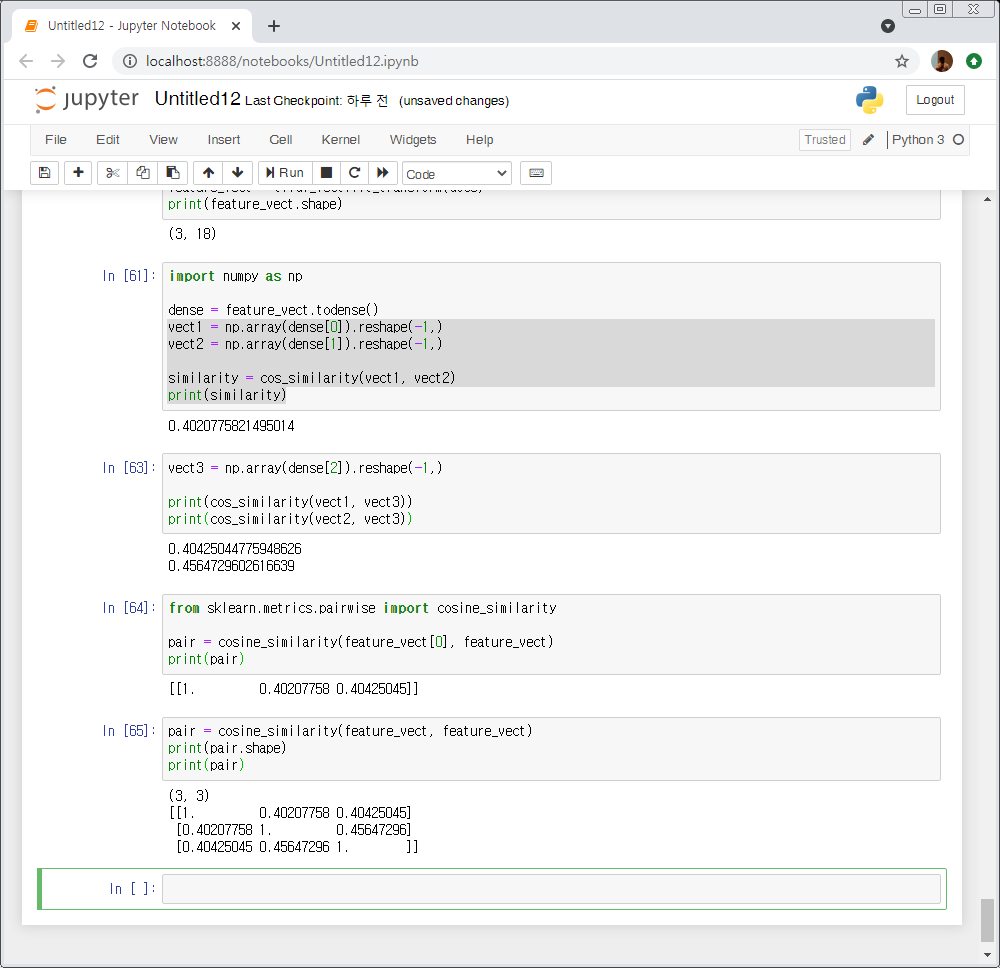 Untitled12 - Jupyter Notebook
localhost:8888/notebooks/Untitled12.ipynb
jupyter Untitled12 Last Checkpoint: 하루 전 (unsaved changes)
Logout
File Edit View Insert Cell Kernel Widgets Help
Trusted Python 3
Run Code
print(feature_vect.shape)
(3, 18)
In [61]: import numpy as np
dense = feature_vect.todense()
vect1 = np.array(dense[0]).reshape(-1,)
vect2 = np.array(dense[1]).reshape(-1,)
similarity = cos_similarity(vect1, vect2)
print(similarity)
0.4020775821495014
In [63]: vect3 = np.array(dense[2]).reshape(-1,)
print(cos_similarity(vect1, vect3))
print(cos_similarity(vect2, vect3))
0.40425044775948626
0.4564729602616639
In [64]: from sklearn.metrics.pairwise import cosine_similarity
pair = cosine_similarity(feature_vect[0], feature_vect)
print(pair)
[[1. 0.40207758 0.40425045]]
In [65]: pair = cosine_similarity(feature_vect, feature_vect)
print(pair.shape)
print(pair)
(3, 3)
[[1. 0.40207758 0.40425045]
[0.40207758 1. 0.45647296]
[0.40425045 0.45647296 1. ]]
In [ ]: